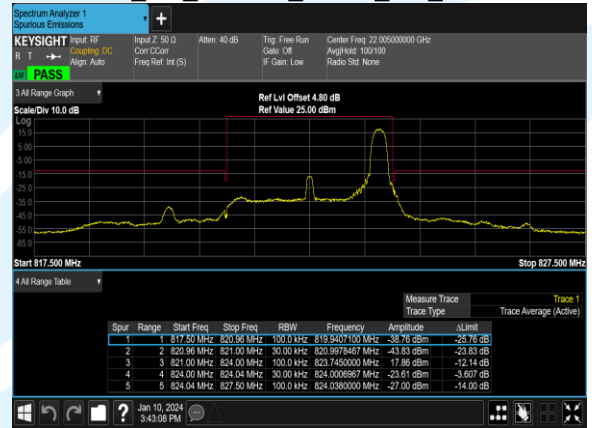 Spectrum Analyzer 1
Spurious Emissions
KEYSIGHT Input: RF Input Z: 50 Ω Atten: 40 dB Trig: Free Run Center Freq: 22.005000000 GHz
R T Coupling: DC Corr CCorr Gate: Off Avg|Hold: 100/100
Align: Auto Freq Ref: Int (S) IF Gain: Low Radio Std: None
PASS
3 All Range Graph
Ref Lvl Offset 4.80 dB
Scale/Div 10.0 dB Ref Value 25.00 dBm
Log
15.0
5.00
-5.00
-15.0
-25.0
-35.0
-45.0
-55.0
-65.0
Start 817.500 MHz Stop 827.500 MHz
4 All Range Table
Measure Trace Trace 1
Trace Type Trace Average (Active)
Spur Range Start Freq Stop Freq RBW Frequency Amplitude ΔLimit
1 1 817.50 MHz 820.96 MHz 100.0 kHz 819.9407100 MHz -38.76 dBm -25.76 dB
2 2 820.96 MHz 821.00 MHz 30.00 kHz 820.9978467 MHz -43.83 dBm -23.83 dB
3 3 821.00 MHz 824.00 MHz 100.0 kHz 823.7450000 MHz 17.86 dBm -12.14 dB
4 4 824.00 MHz 824.04 MHz 30.00 kHz 824.0006967 MHz -23.61 dBm -3.607 dB
5 5 824.04 MHz 827.50 MHz 100.0 kHz 824.0380000 MHz -27.00 dBm -14.00 dB
Jan 10, 2024
3:43:08 PM